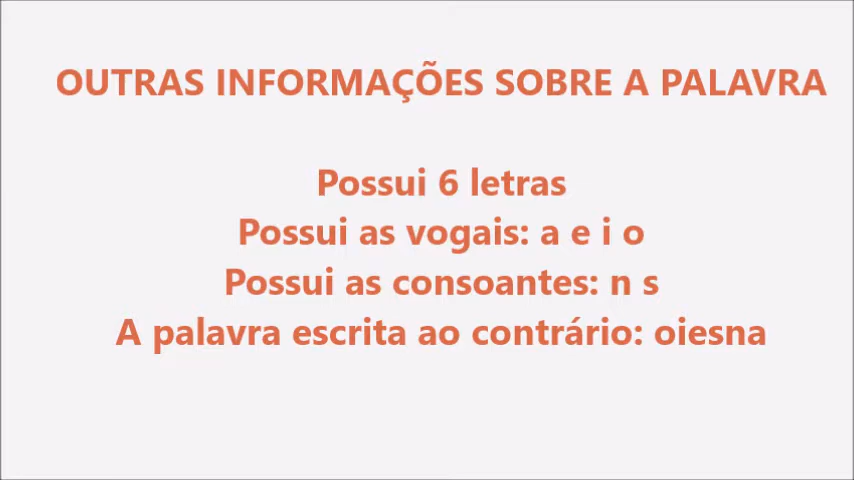 OUTRAS INFORMAÇÕES SOBRE A PALAVRA
Possui 6 letras
Possui as vogais: a e i o
Possui as consoantes: n s
A palavra escrita ao contrário: oiesna